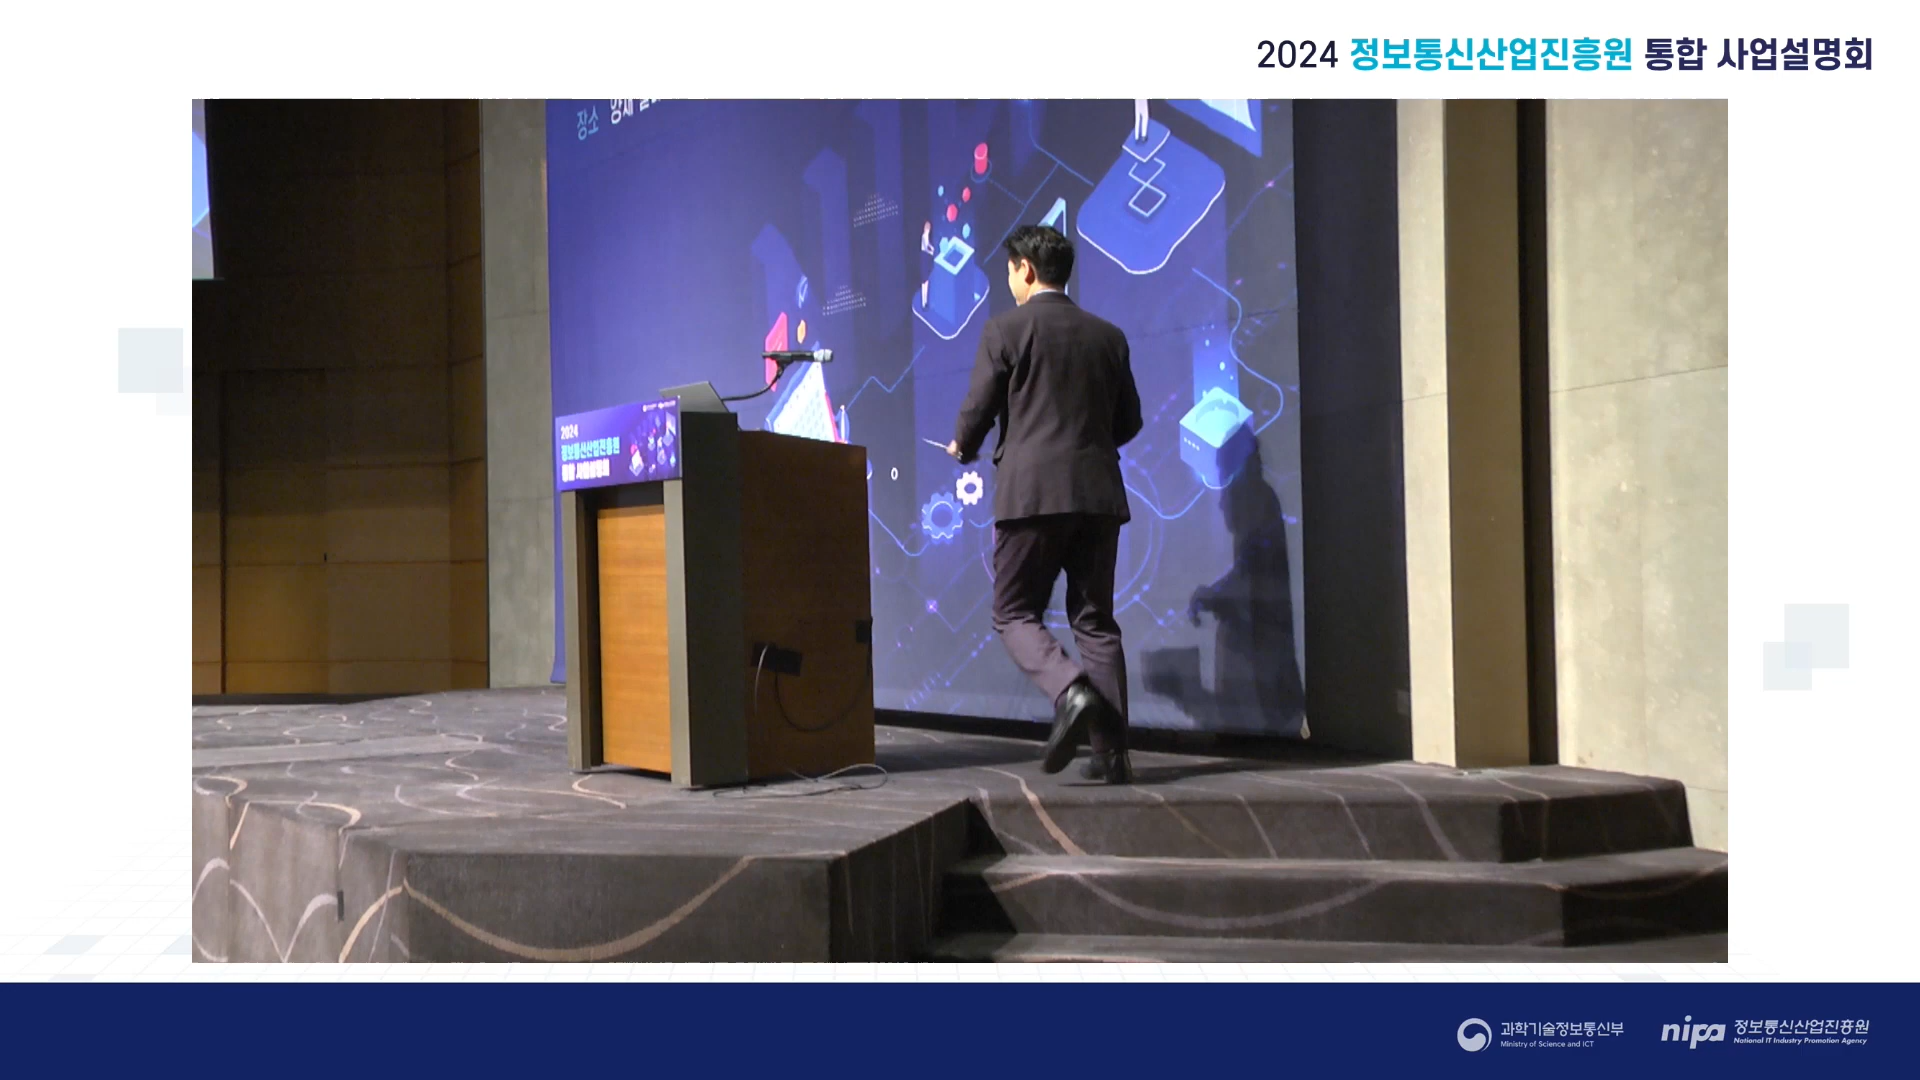 2024 정보통신산업진흥원 통합 사업설명회
장소
2024
정보통신산업진흥원
통합 사업설명회
과학기술정보통신부
Ministry of Science and ICT
nipa 정보통신산업진흥원
National IT Industry Promotion Agency